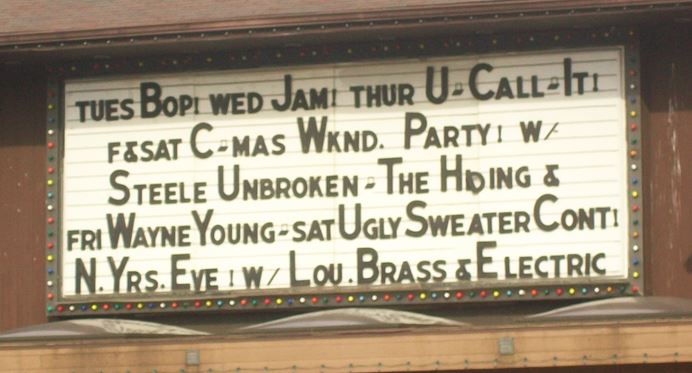 TUES BOP! WED JAM! THUR U-CALL-IT!
F&SAT C-MAS WKND. PARTY! W/
STEELE UNBROKEN-THE HIDING &
FRI WAYNE YOUNG-SAT UGLY SWEATER CONT!
N. YRS. EVE! W/ LOU. BRASS & ELECTRIC